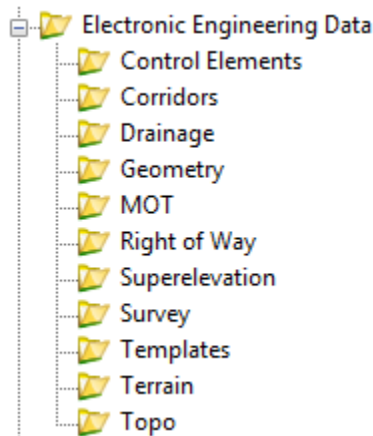 Electronic Engineering Data
Control Elements
Corridors
Drainage
Geometry
MOT
Right of Way
Superelevation
Survey
Templates
Terrain
Topo